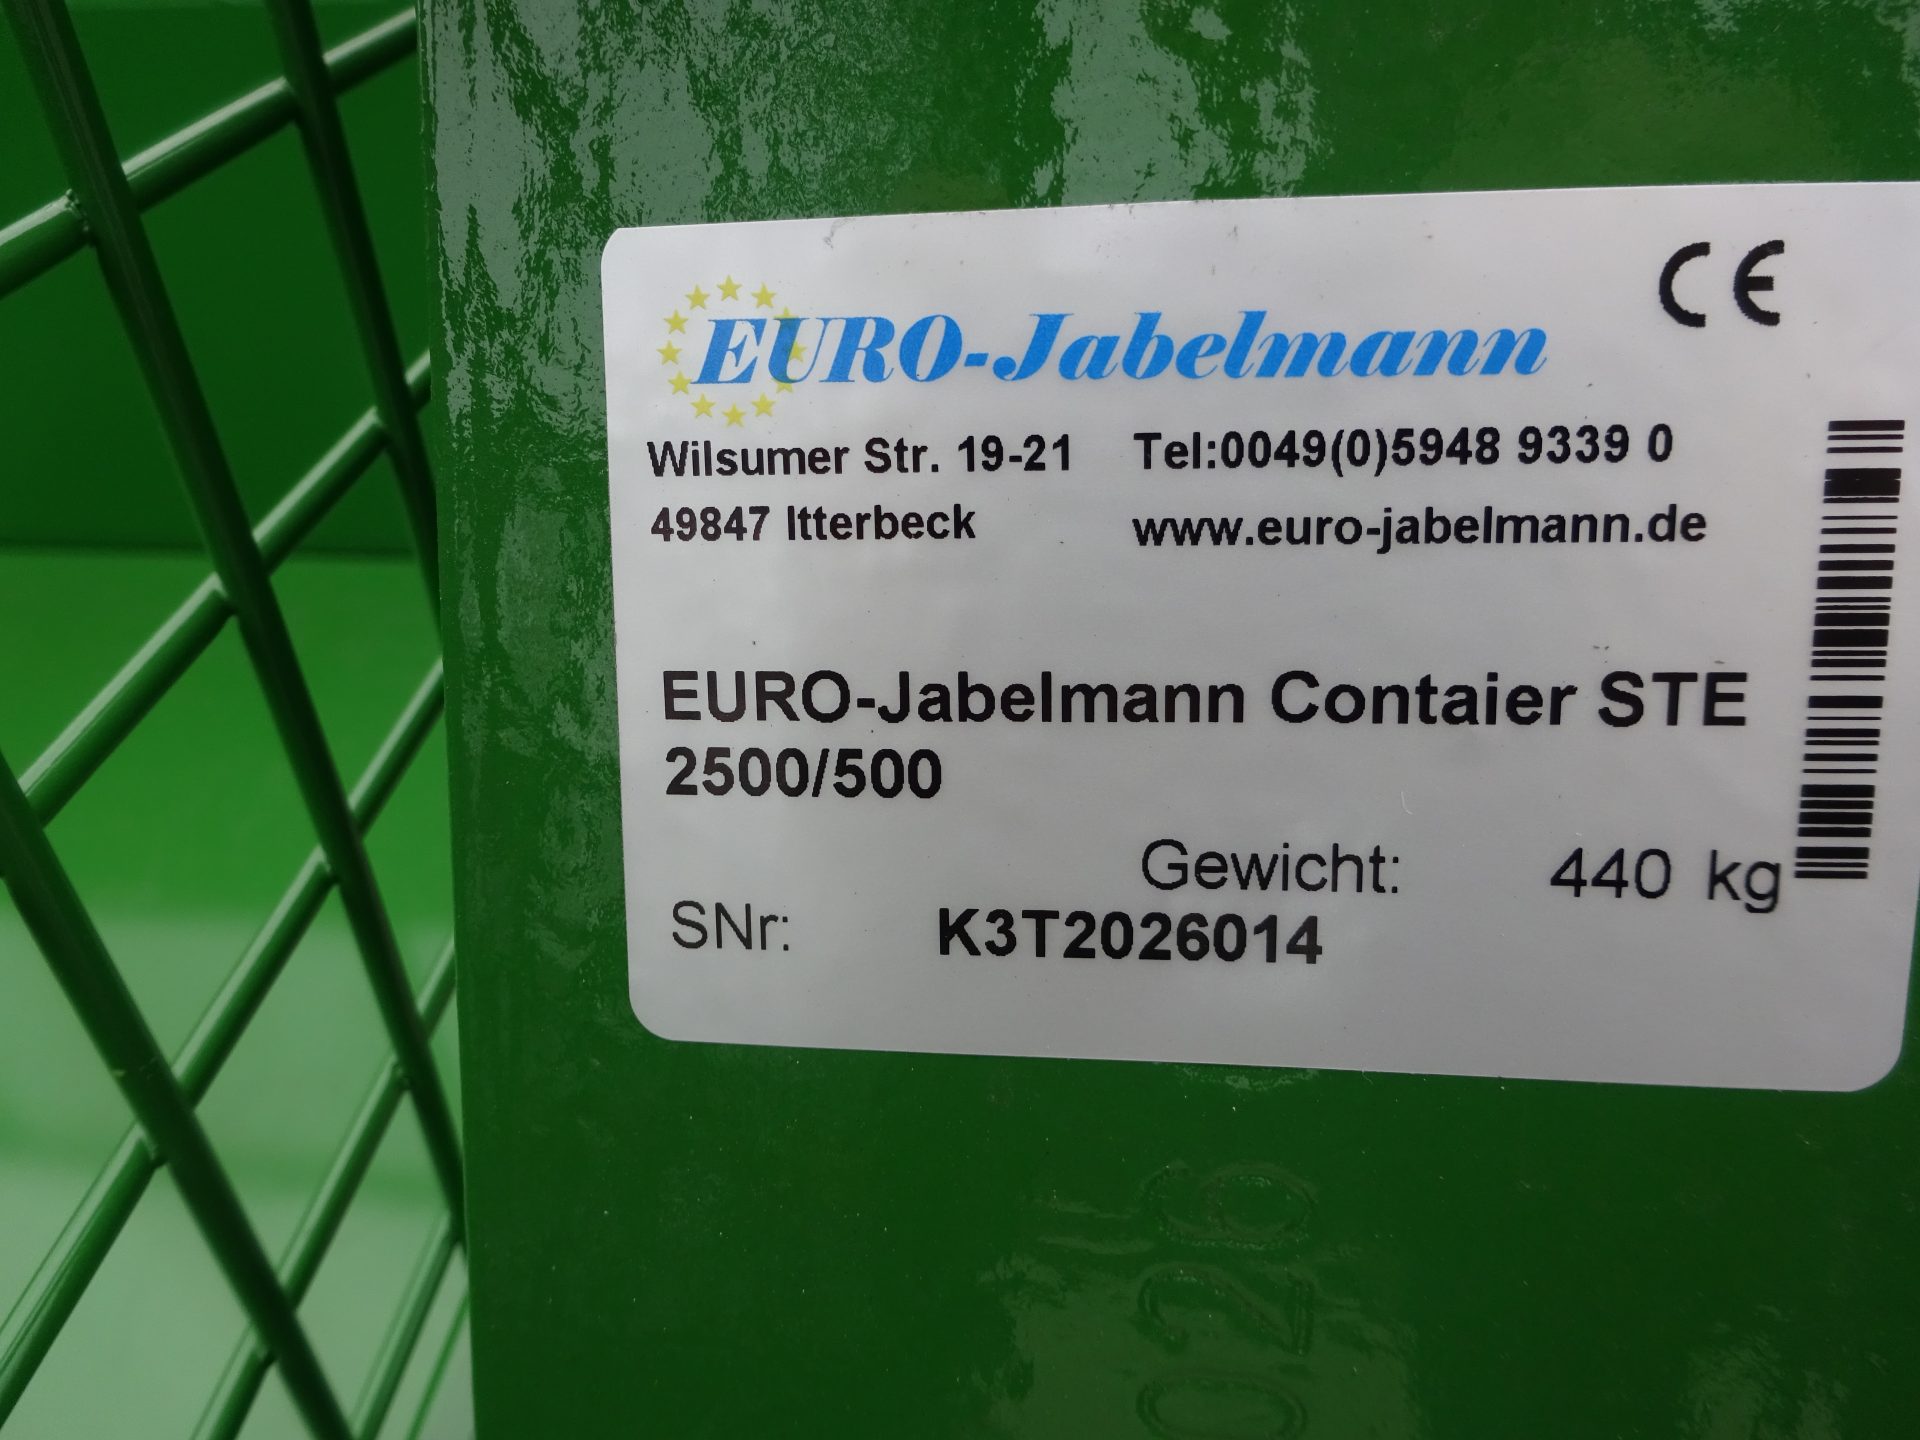 CE
EURO-Jabelmann
Wilsumer Str. 19-21 Tel:0049(0)5948 9339 0
49847 Itterbeck www.euro-jabelmann.de
EURO-Jabelmann Contaier STE
2500/500
Gewicht: 440 kg
SNr: K3T2026014
026